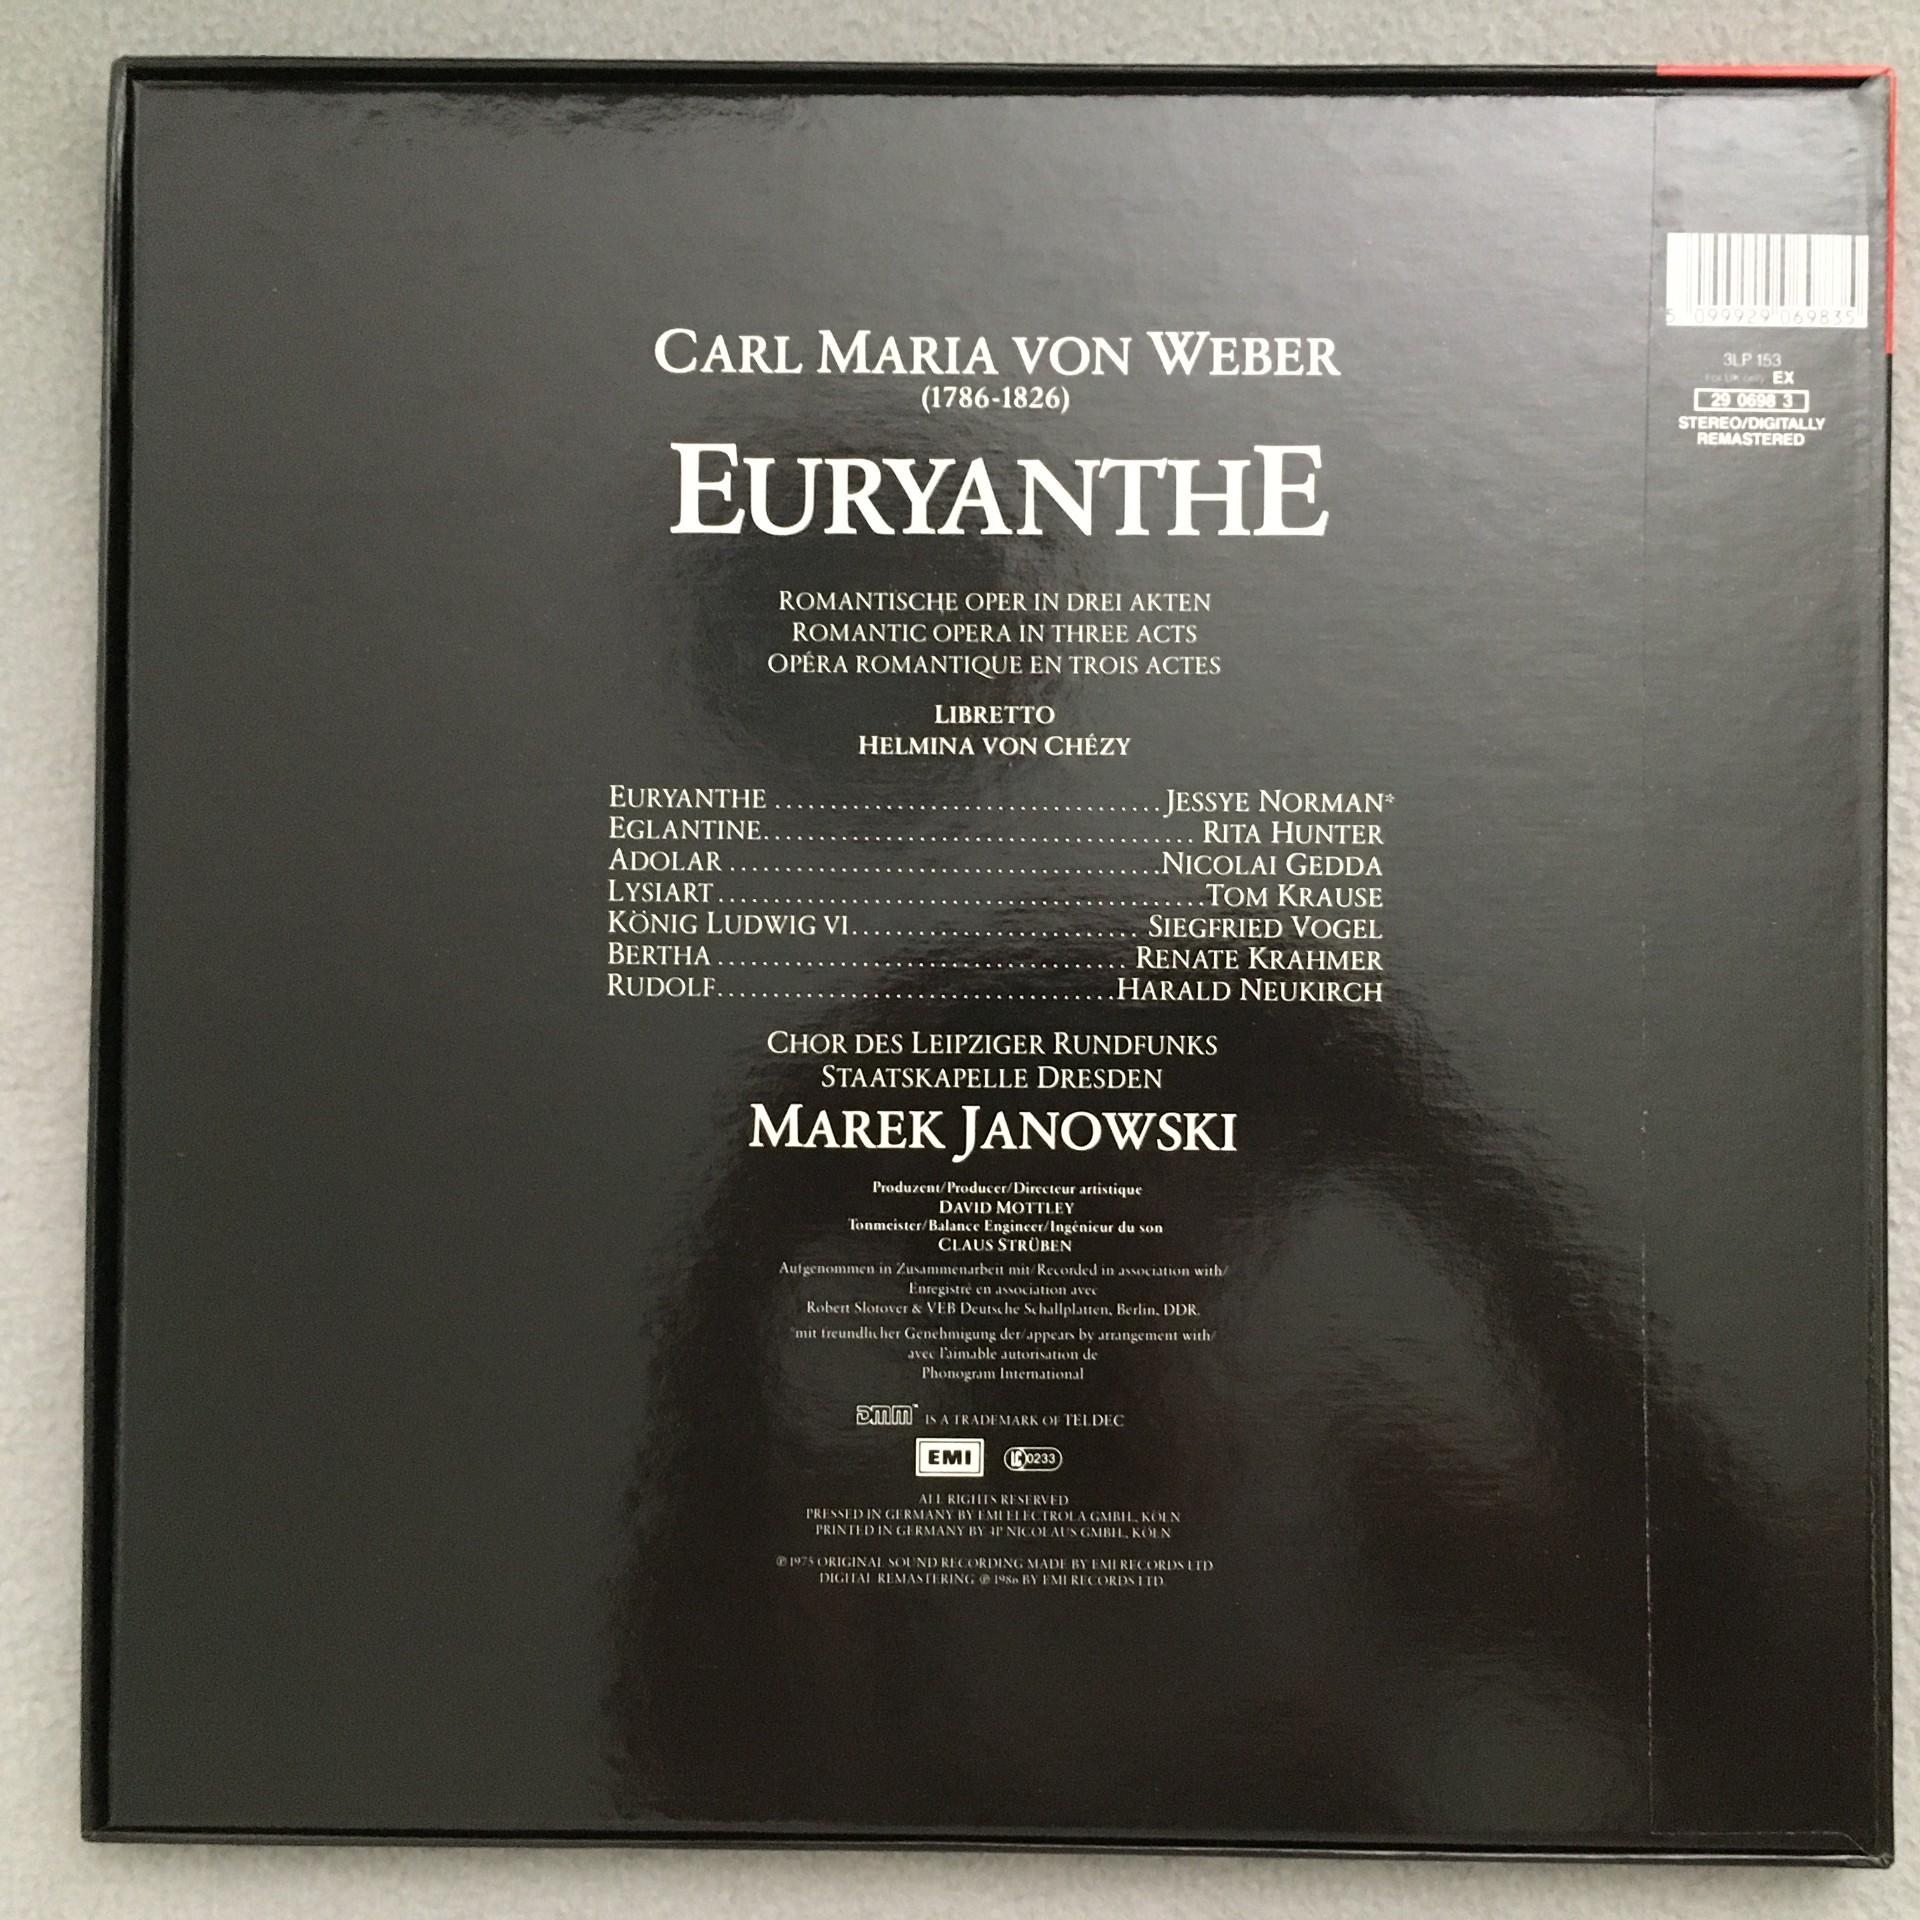 CARL MARIA VON WEBER
(1786-1826)
EURYANTHE
ROMANTISCHE OPER IN DREI AKTEN
ROMANTIC OPERA IN THREE ACTS
OPÉRA ROMANTIQUE EN TROIS ACTES
LIBRETTO
HELMINA VON CHÉZY
EURYANTHE ................................... JESSYE NORMAN*
EGLANTINE....................................... RITA HUNTER
ADOLAR .......................................NICOLAI GEDDA
LYSIART............................................TOM KRAUSE
KÖNIG LUDWIG VI.......................... SIEGFRIED VOGEL
BERTHA ..................................... RENATE KRAHMER
RUDOLF....................................HARALD NEUKIRCH
CHOR DES LEIPZIGER RUNDFUNKS
STAATSKAPELLE DRESDEN
MAREK JANOWSKI
Produzent/Producer/Directeur artistique
DAVID MOTTLEY
Tonmeister/Balance Engineer/Ingénieur du son
CLAUS STRÜBEN
Aufgenommen in Zusammenarbeit mit/Recorded in association with/
Enregistré en association avec
Robert Slotover & VEB Deutsche Schallplatten, Berlin, DDR.
*mit freundlicher Genehmigung der/appears by arrangement with/
avec l'aimable autorisation de
Phonogram International
DMM™ IS A TRADEMARK OF TELDEC
EMI LC 0233
ALL RIGHTS RESERVED
PRESSED IN GERMANY BY EMI ELECTROLA GMBH., KÖLN
PRINTED IN GERMANY BY 4P NICOLAUS GMBH., KÖLN
℗ 1975 ORIGINAL SOUND RECORDING MADE BY EMI RECORDS LTD
DIGITAL REMASTERING ℗ 1986 BY EMI RECORDS LTD.
5 099929 069835
3LP 153
For UK only EX
29 0698 3
STEREO/DIGITALLY
REMASTERED